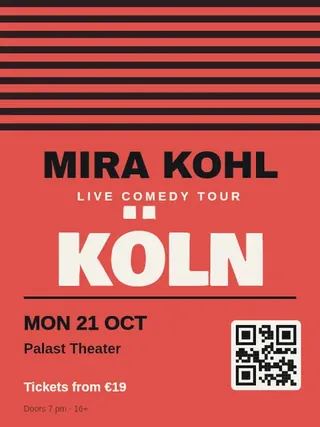 MIRA KOHL
LIVE COMEDY TOUR
KÖLN
MON 21 OCT
Palast Theater
Tickets from €19
Doors 7 pm · 16+